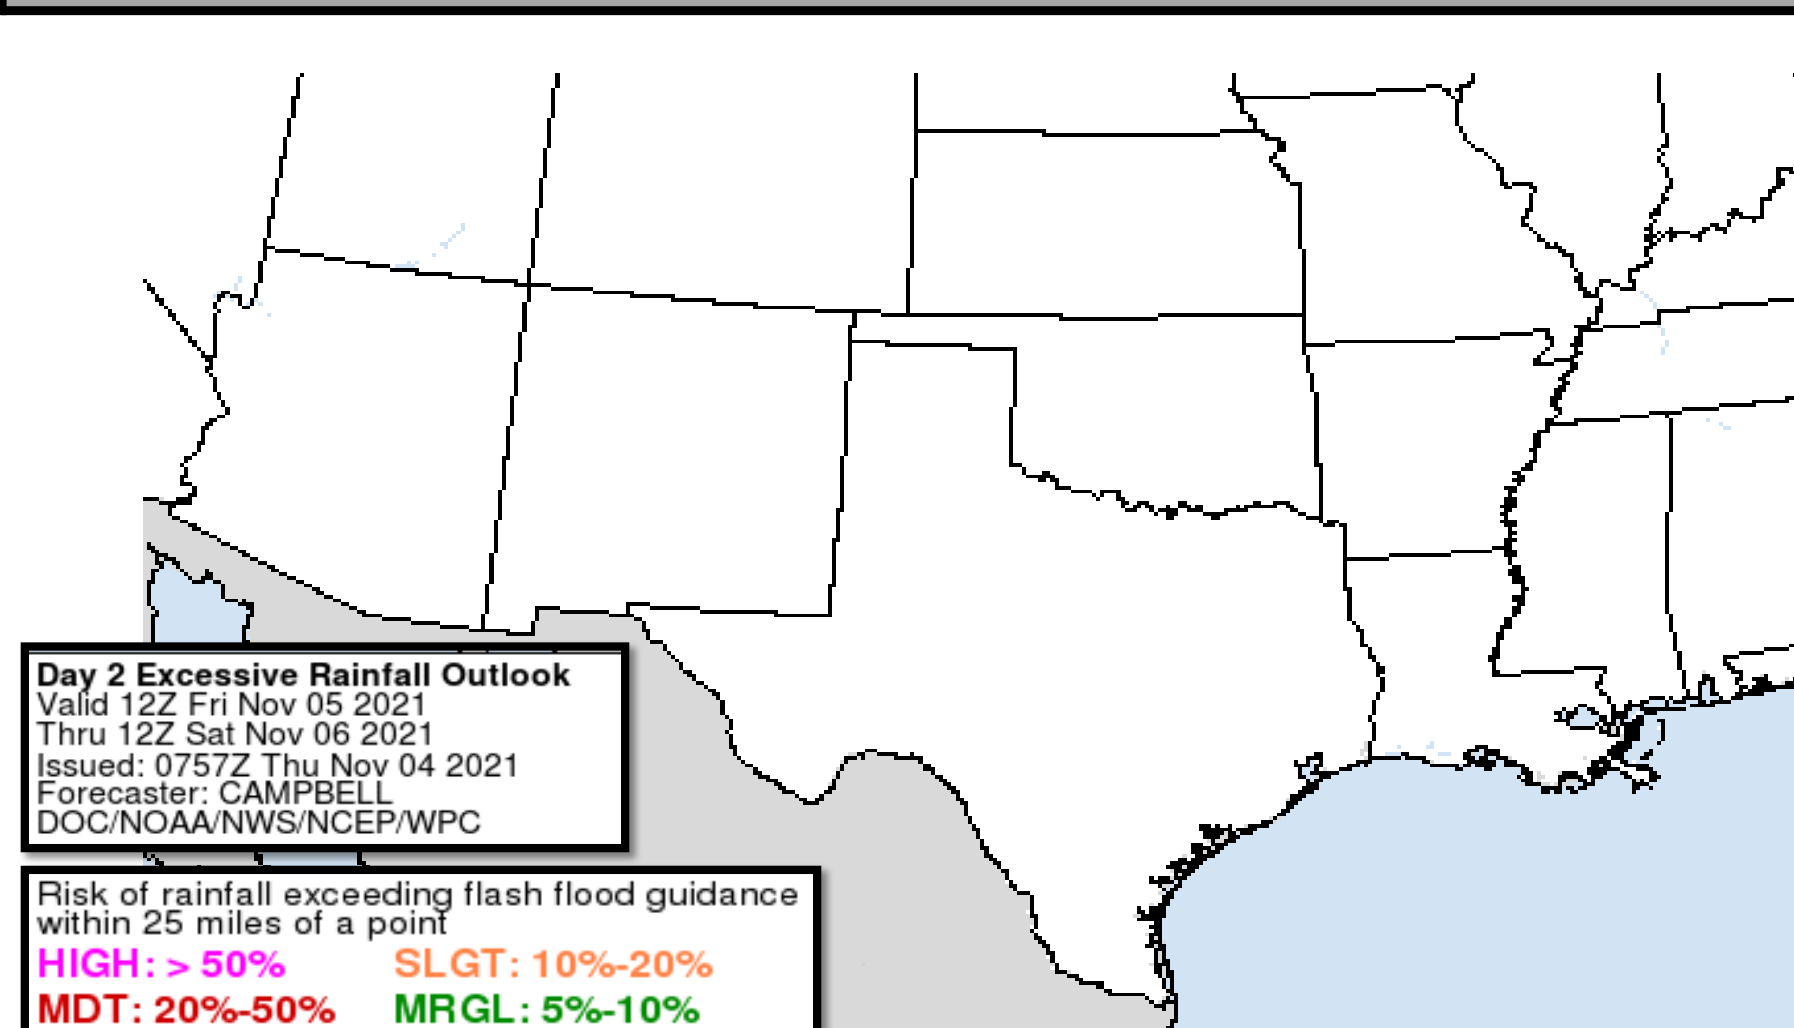 Day 2 Excessive Rainfall Outlook
Valid 12Z Fri Nov 05 2021
Thru 12Z Sat Nov 06 2021
Issued: 0757Z Thu Nov 04 2021
Forecaster: CAMPBELL
DOC/NOAA/NWS/NCEP/WPC
Risk of rainfall exceeding flash flood guidance
within 25 miles of a point
HIGH: > 50% SLGT: 10%-20%
MDT: 20%-50% MRGL: 5%-10%